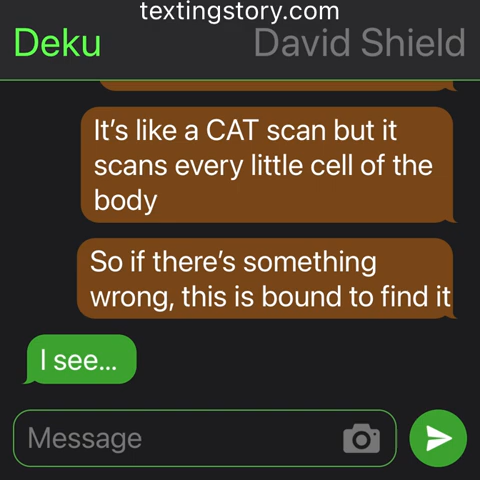 textingstory.com
Deku David Shield
It's like a CAT scan but it
scans every little cell of the
body
So if there's something
wrong, this is bound to find it
I see...
Message